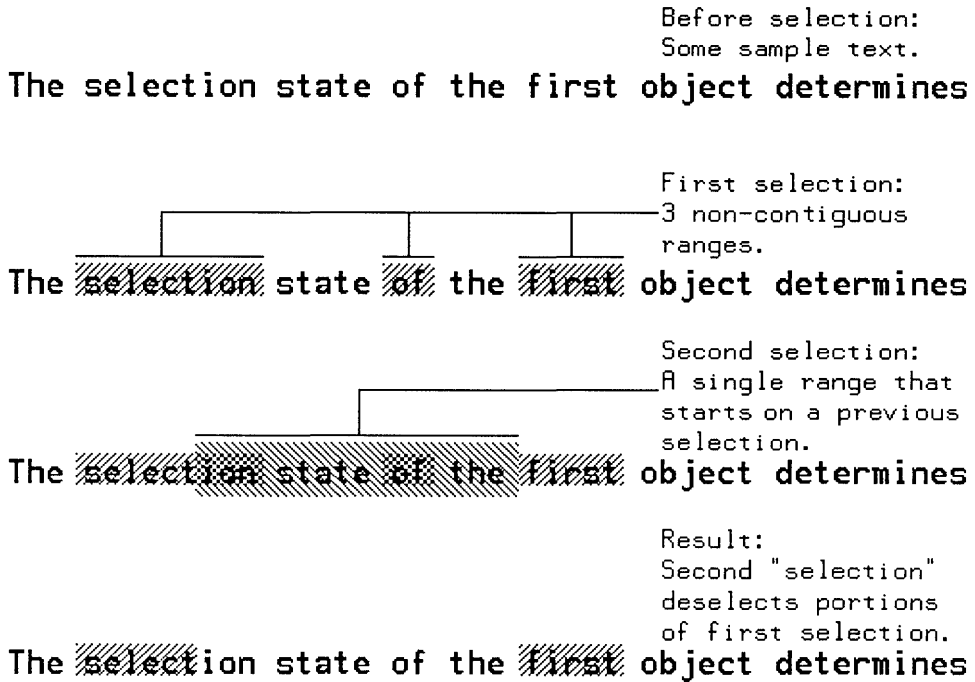 Before selection:
Some sample text.
The selection state of the first object determines
First selection:
3 non-contiguous
ranges.
The selection state of the first object determines
Second selection:
A single range that
starts on a previous
selection.
The selection state of the first object determines
Result:
Second "selection"
deselects portions
of first selection.
The selection state of the first object determines